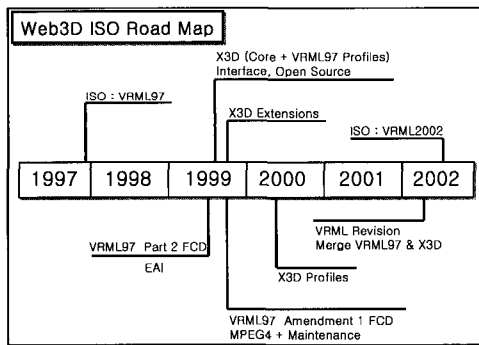 Web3D ISO Road Map
X3D (Core + VRML97 Profiles)
Interface, Open Source
ISO : VRML97
X3D Extensions
ISO : VRML2002
1997 1998 1999 2000 2001 2002
VRML97 Part 2 FCD
EAI
VRML Revision
Merge VRML97 & X3D
X3D Profiles
VRML97 Amendment 1 FCD
MPEG4 + Maintenance